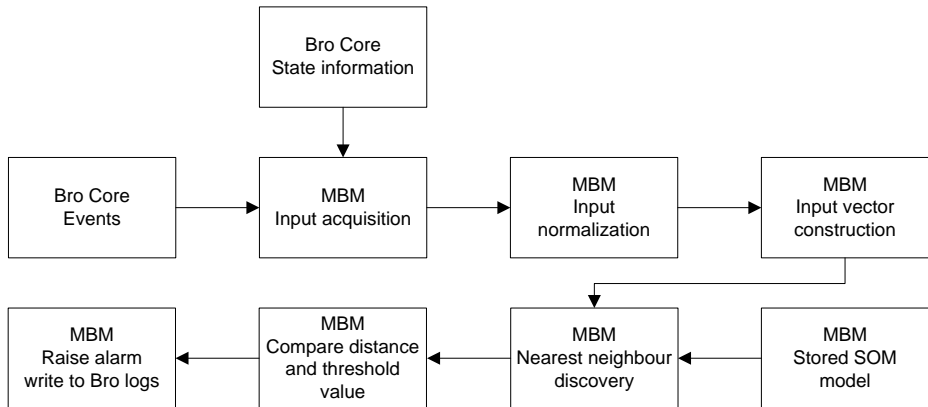 Bro Core
State information
Bro Core
Events
MBM
Input acquisition
MBM
Input
normalization
MBM
Input vector
construction
MBM
Raise alarm
write to Bro logs
MBM
Compare distance
and threshold
value
MBM
Nearest neighbour
discovery
MBM
Stored SOM
model